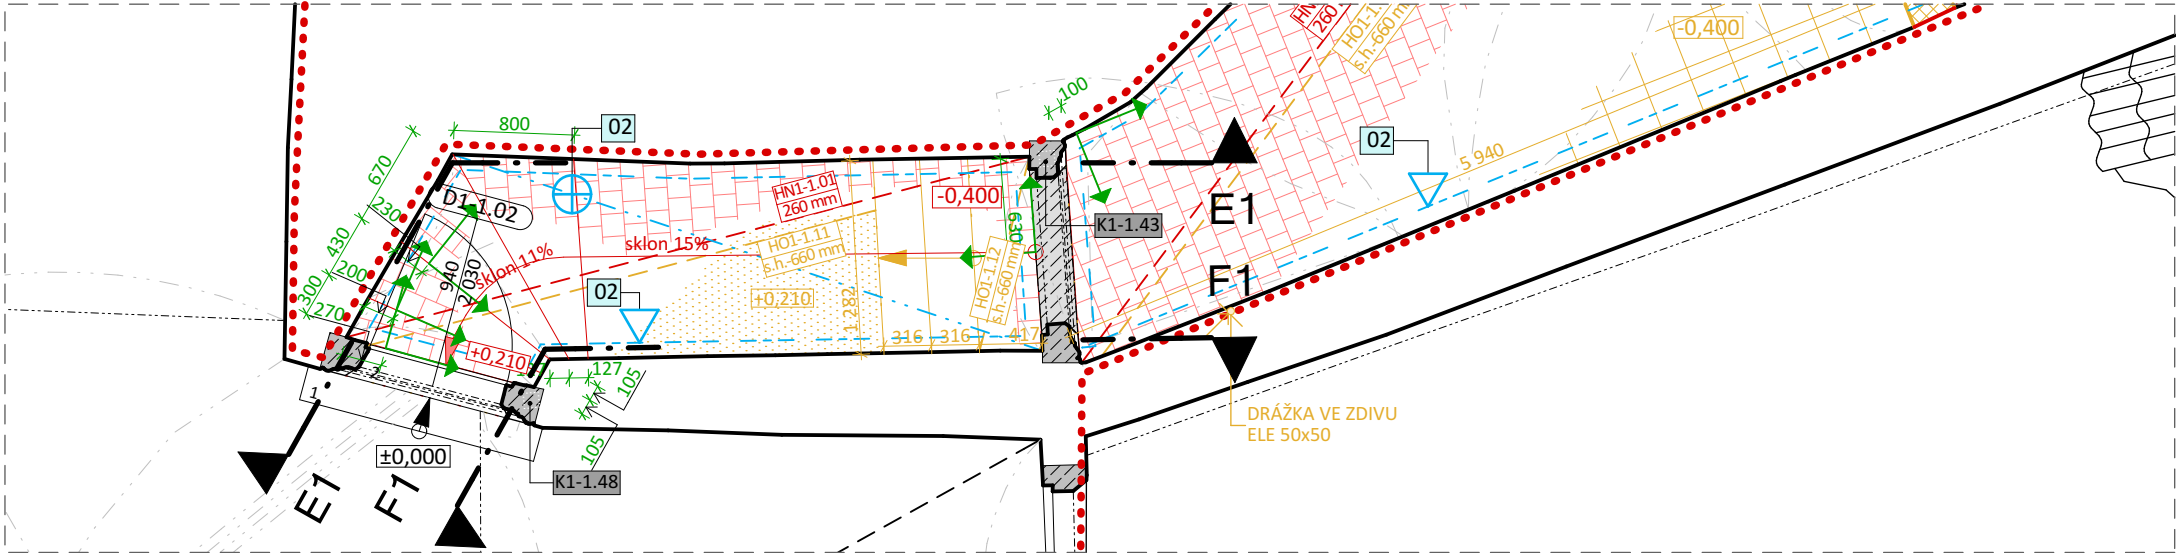 HN
260
HO1-1.
s.h.-660 m
-0,400
100
800
02
670
02
5 940
HN1-1.01
260 mm
-0,400
D1-1.02
230
630
K1-1.43
E1
430
sklon 15%
HO1-1.11
s.h.-660 mm
sklon 11%
940
2 030
200
HO1-1.12
s.h.-660 mm
F1
300
02
+0,210
1 282
270
316
316
417
+0,210
127
105
2
1
DRÁŽKA VE ZDIVU
ELE 50x50
±0,000
105
K1-1.48
E1
F1